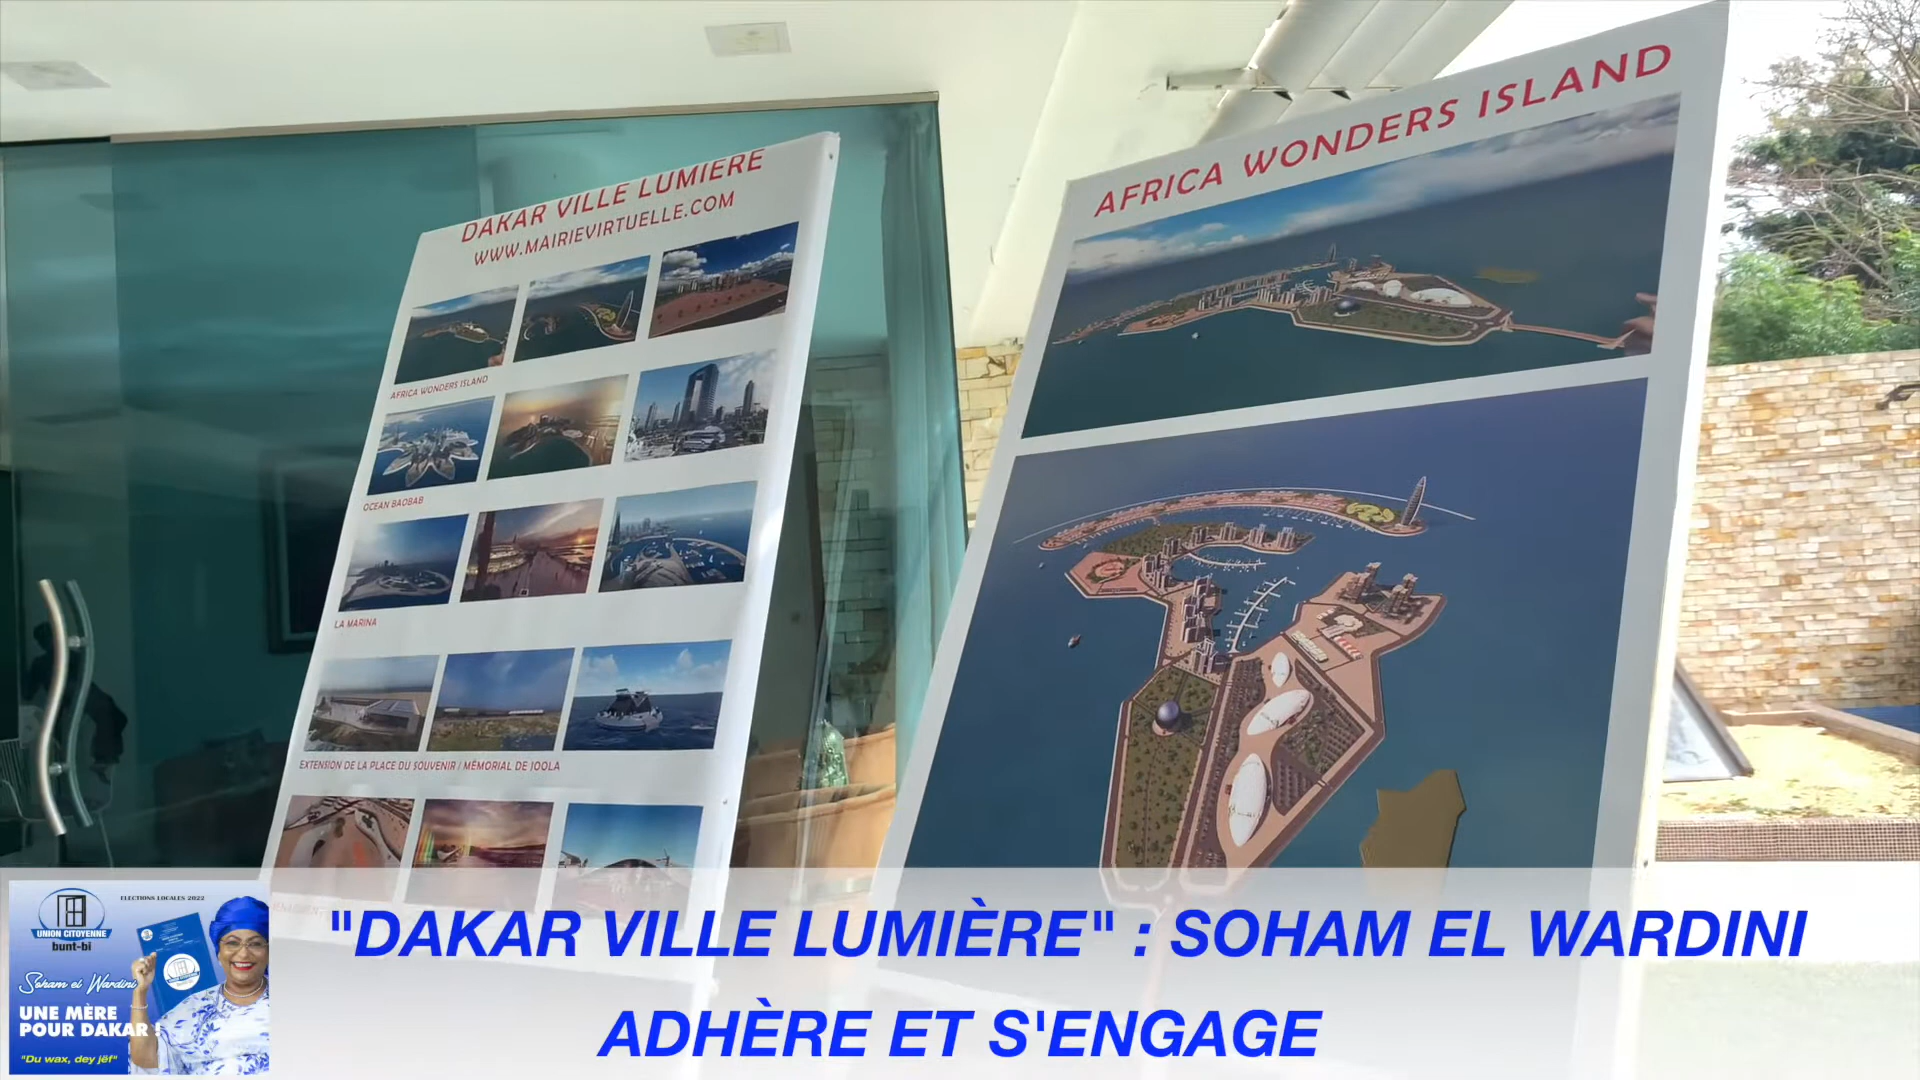 DAKAR VILLE LUMIERE
WWW.MAIRIEVIRTUELLE.COM
AFRICA WONDERS ISLAND
OCEAN BAOBAB
LA MARINA
EXTENSION DE LA PLACE DU SOUVENIR / MÉMORIAL DE JOOLA
AFRICA WONDERS ISLAND
ELECTIONS LOCALES 2022
UNION CITOYENNE
bunt-bi
Soham el Wardini
UNE MÈRE
POUR DAKAR !
"Du wax, dey jëf"
"DAKAR VILLE LUMIÈRE" : SOHAM EL WARDINI
ADHÈRE ET S'ENGAGE